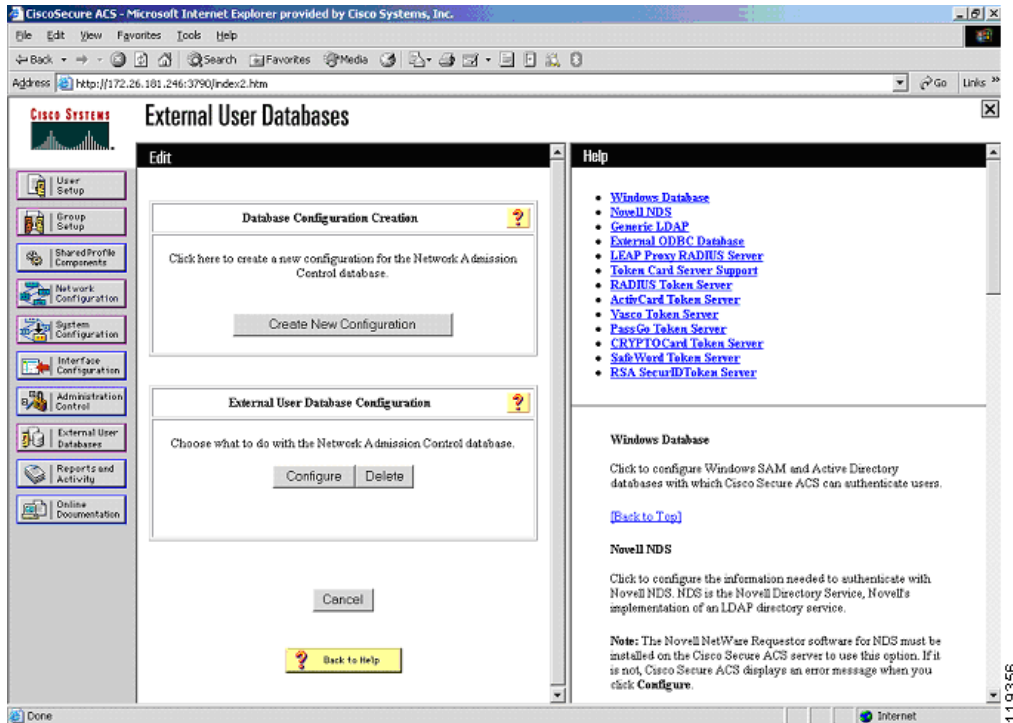 CiscoSecure ACS - Microsoft Internet Explorer provided by Cisco Systems, Inc.
File Edit View Favorites Tools Help
Back Search Favorites Media
Address http://172.26.181.246:3790/index2.htm Go Links »
CISCO SYSTEMS
External User Databases
User Setup
Group Setup
Shared Profile Components
Network Configuration
System Configuration
Interface Configuration
Administration Control
External User Databases
Reports and Activity
Online Documentation
Edit
Database Configuration Creation ?
Click here to create a new configuration for the Network Admission
Control database.
Create New Configuration
External User Database Configuration ?
Choose what to do with the Network Admission Control database.
Configure Delete
Cancel
? Back to Help
Help
Windows Database
Novell NDS
Generic LDAP
External ODBC Database
LEAP Proxy RADIUS Server
Token Card Server Support
RADIUS Token Server
ActivCard Token Server
Vasco Token Server
PassGo Token Server
CRYPTOCard Token Server
SafeWord Token Server
RSA SecurIDToken Server
Windows Database
Click to configure Windows SAM and Active Directory
databases with which Cisco Secure ACS can authenticate users.
[Back to Top]
Novell NDS
Click to configure the information needed to authenticate with
Novell NDS. NDS is the Novell Directory Service, Novell's
implementation of an LDAP directory service.
Note: The Novell NetWare Requestor software for NDS must be
installed on the Cisco Secure ACS server to use this option. If it
is not, Cisco Secure ACS displays an error message when you
click Configure.
Done Internet
119356